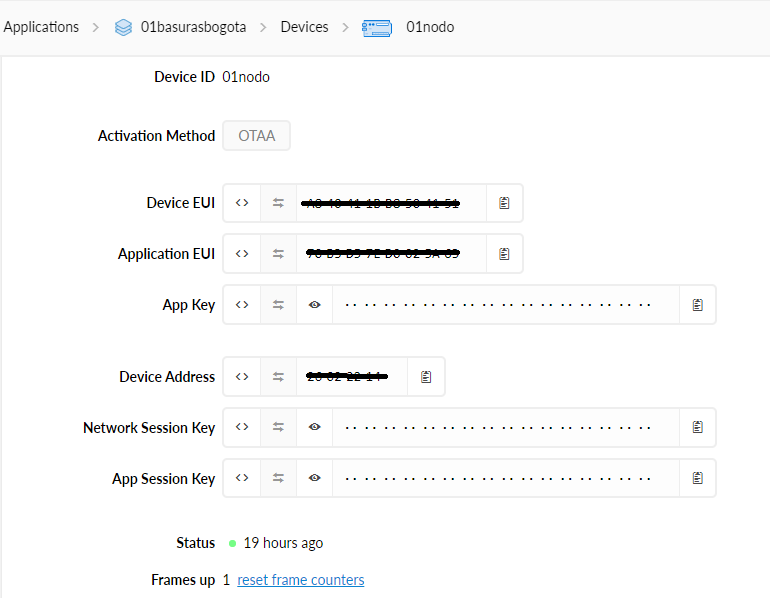 Applications > 01basurasbogota > Devices > 01nodo
Device ID 01nodo
Activation Method OTAA
Device EUI
Application EUI
App Key
Device Address
Network Session Key
App Session Key
Status 19 hours ago
Frames up 1 reset frame counters